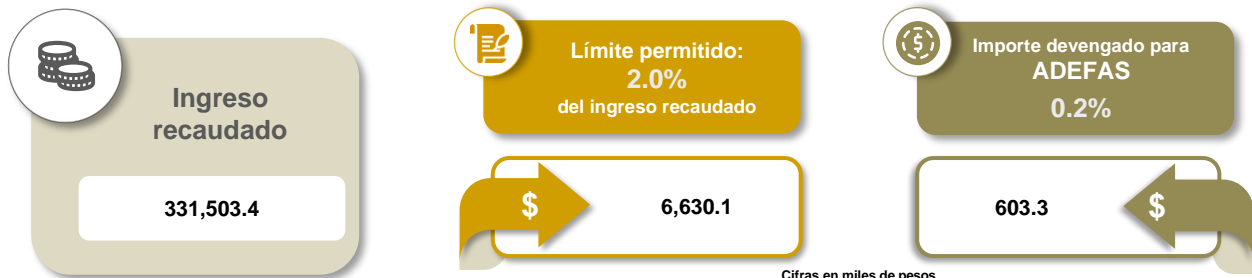 Ingreso
recaudado
331,503.4
Límite permitido:
2.0%
del ingreso recaudado
$
6,630.1
Importe devengado para
ADEFAS
0.2%
603.3
$
Cifras en miles de pesos